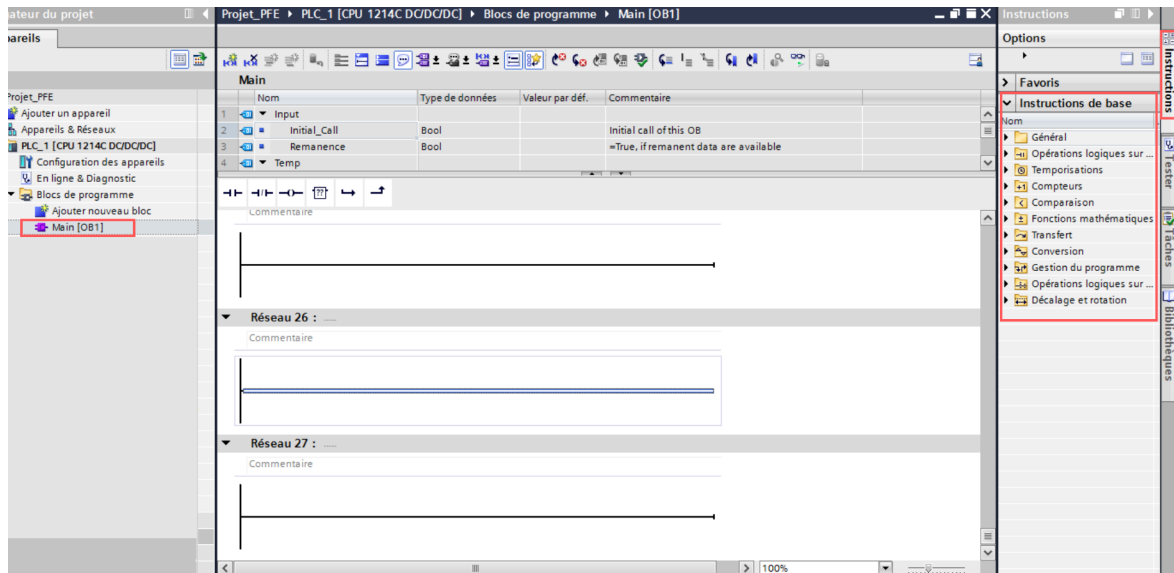 ateur du projet
Projet_PFE ▸ PLC_1 [CPU 1214C DC/DC/DC] ▸ Blocs de programme ▸ Main [OB1]
Instructions
areils
Options
Projet_PFE
Ajouter un appareil
Appareils & Réseaux
PLC_1 [CPU 1214C DC/DC/DC]
Configuration des appareils
En ligne & Diagnostic
Blocs de programme
Ajouter nouveau bloc
Main [OB1]
Main
Nom Type de données Valeur par déf. Commentaire
1 Input
2 Initial_Call Bool Initial call of this OB
3 Remanence Bool =True, if remanent data are available
4 Temp
Commentaire
Réseau 26 : .....
Commentaire
Réseau 27 : .....
Commentaire
100%
Favoris
Instructions de base
Nom
Général
Opérations logiques sur ...
Temporisations
Compteurs
Comparaison
Fonctions mathématiques
Transfert
Conversion
Gestion du programme
Opérations logiques sur ...
Décalage et rotation
Instructions
Tester
Tâches
Bibliothèques